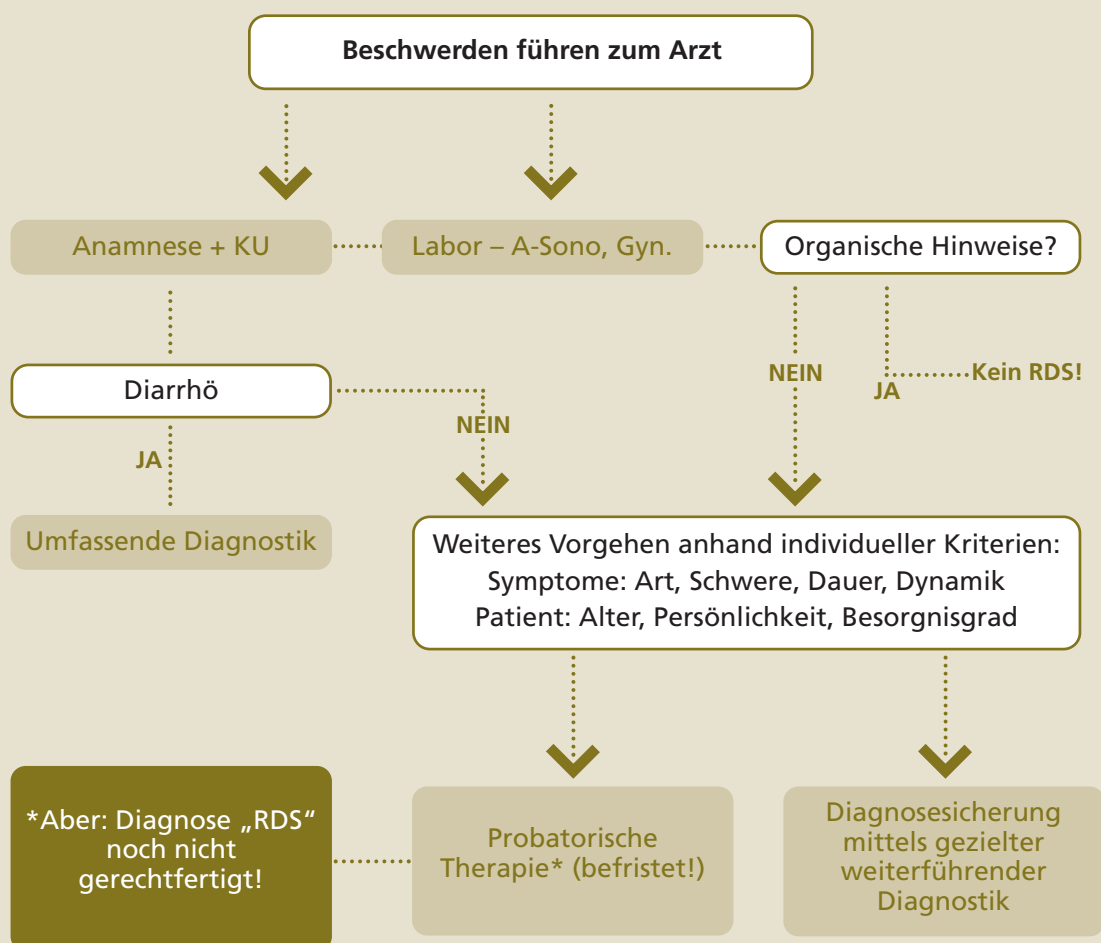 Beschwerden führen zum Arzt
Anamnese + KU
Labor – A-Sono, Gyn.
Organische Hinweise?
Diarrhö
NEIN
NEIN
JA
Kein RDS!
JA
Umfassende Diagnostik
Weiteres Vorgehen anhand individueller Kriterien:
Symptome: Art, Schwere, Dauer, Dynamik
Patient: Alter, Persönlichkeit, Besorgnisgrad
*Aber: Diagnose „RDS“
noch nicht
gerechtfertigt!
Probatorische
Therapie* (befristet!)
Diagnosesicherung
mittels gezielter
weiterführender
Diagnostik